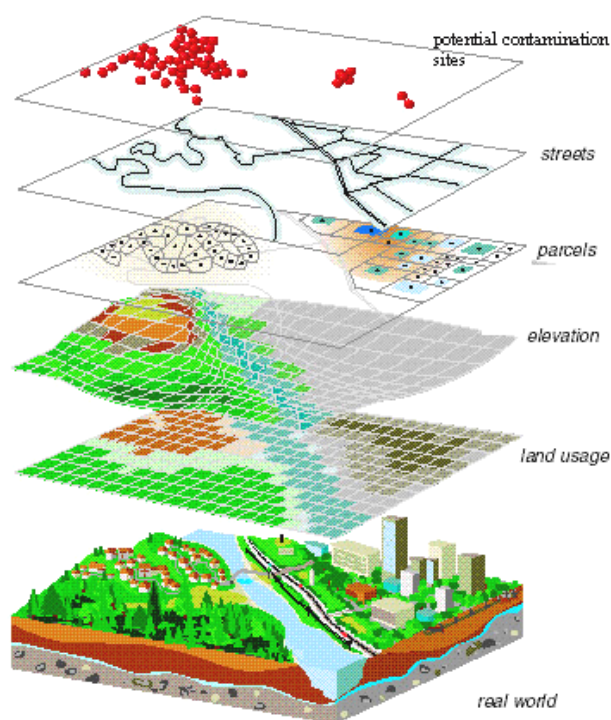 potential contamination
sites
streets
parcels
elevation
land usage
real world